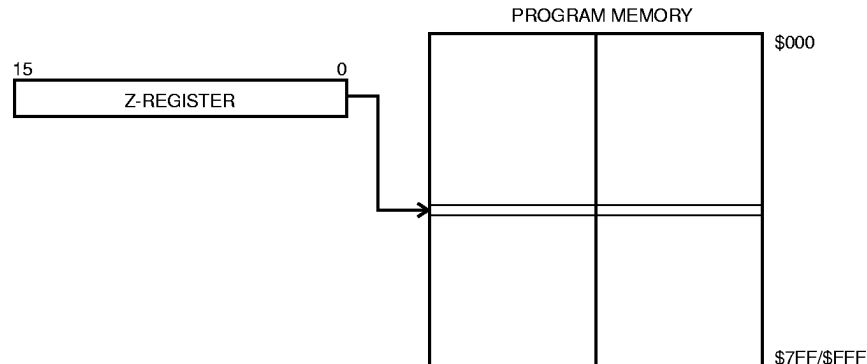 PROGRAM MEMORY
$000
15 0
Z-REGISTER
$7FF/$FFF